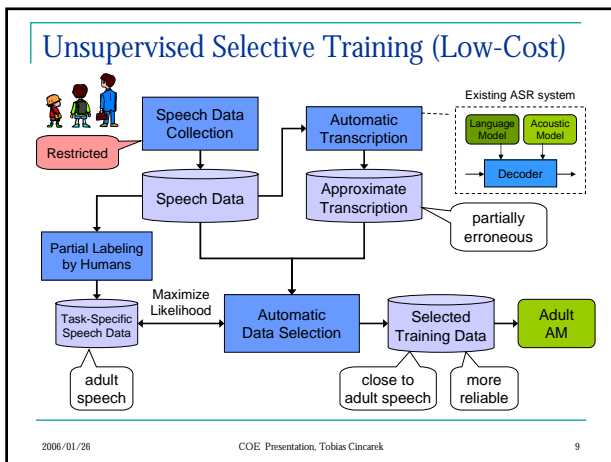 Unsupervised Selective Training (Low-Cost)
Existing ASR system
Speech Data
Collection
Automatic
Transcription
Language
Model
Acoustic
Model
Restricted
Decoder
Speech Data
Approximate
Transcription
partially
erroneous
Partial Labeling
by Humans
Maximize
Likelihood
Task-Specific
Speech Data
Automatic
Data Selection
Selected
Training Data
Adult
AM
adult
speech
close to
adult speech
more
reliable
2006/01/26
COE Presentation, Tobias Cincarek
9